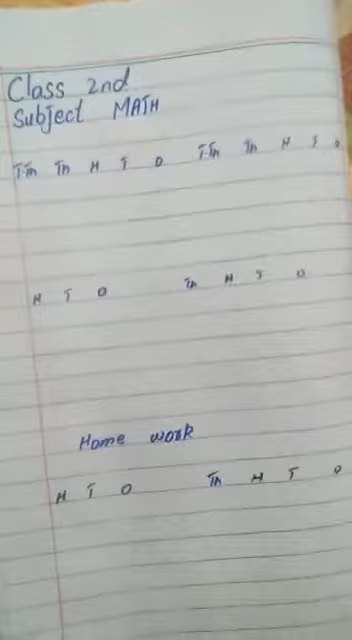 Class 2nd
Subject MATH
T.Th Th H T O T.Th Th H T O
H T O Th H T O
Home work
H T O Th H T O